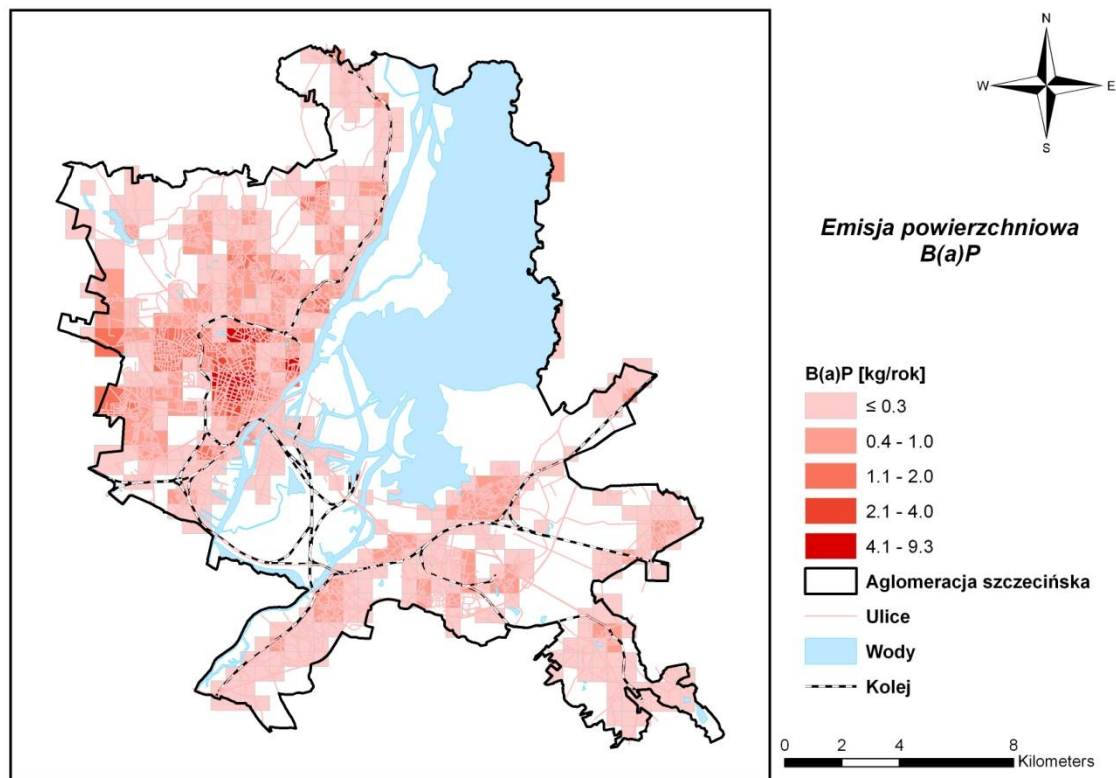 N
W
E
S
Emisja powierzchniowa
B(a)P
B(a)P [kg/rok]
≤ 0.3
0.4 - 1.0
1.1 - 2.0
2.1 - 4.0
4.1 - 9.3
Aglomeracja szczecińska
Ulice
Wody
Kolej
0 2 4 8
Kilometers